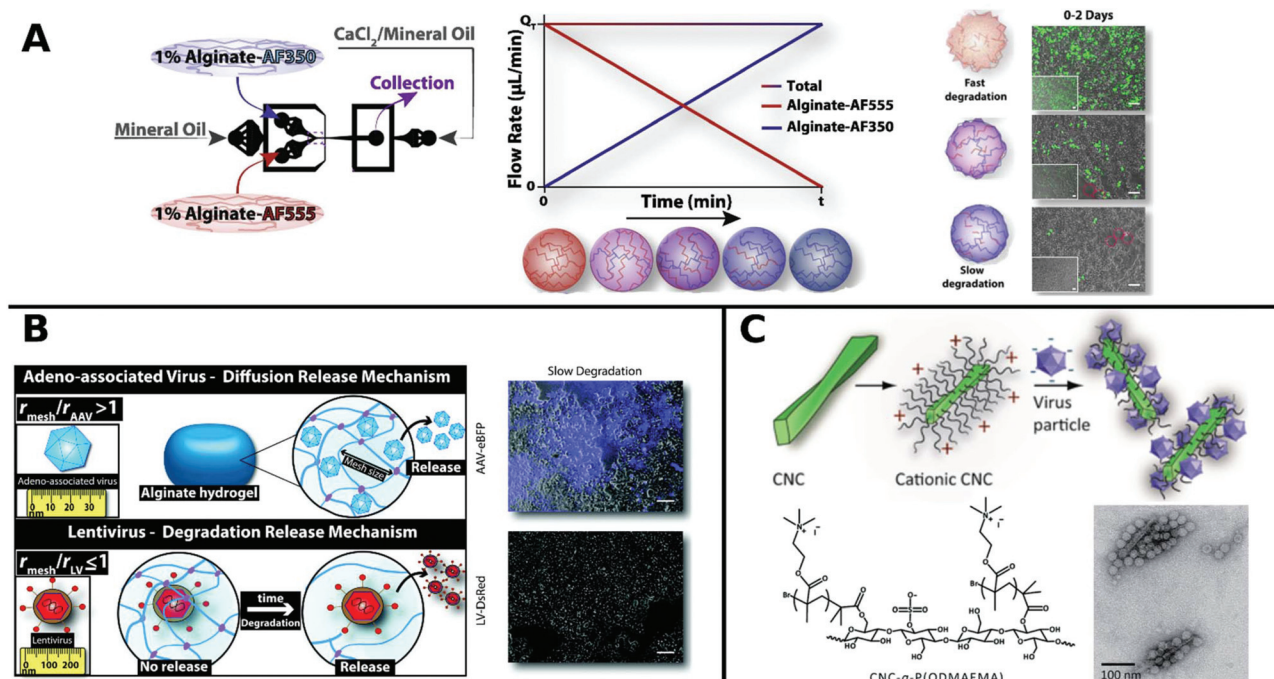 A
1% Alginate-AF350
CaCl2/Mineral Oil
Collection
Mineral Oil
1% Alginate-AF555
QT
Flow Rate (µL/min)
0
0
t
Time (min)
Total
Alginate-AF555
Alginate-AF350
0-2 Days
Fast
degradation
Slow
degradation
B
Adeno-associated Virus - Diffusion Release Mechanism
rmesh/rAAV >1
Adeno-associated virus
0 10 20 30
nm
Alginate hydrogel
Mesh size
Release
Lentivirus - Degradation Release Mechanism
rmesh/rLV ≤1
Lentivirus
0 100 200
nm
No release
time
Degradation
Release
Slow Degradation
AAV-eBFP
LV-DsRed
C
CNC
Cationic CNC
Virus
particle
CNC-g-P(QDMAEMA)
100 nm